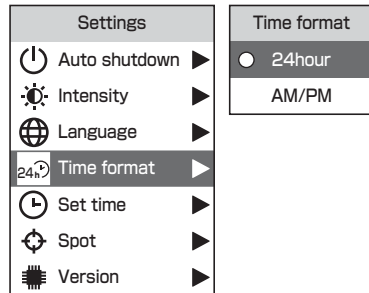 Settings
Auto shutdown
Intensity
Language
24h Time format
Set time
Spot
Version
Time format
24hour
AM/PM